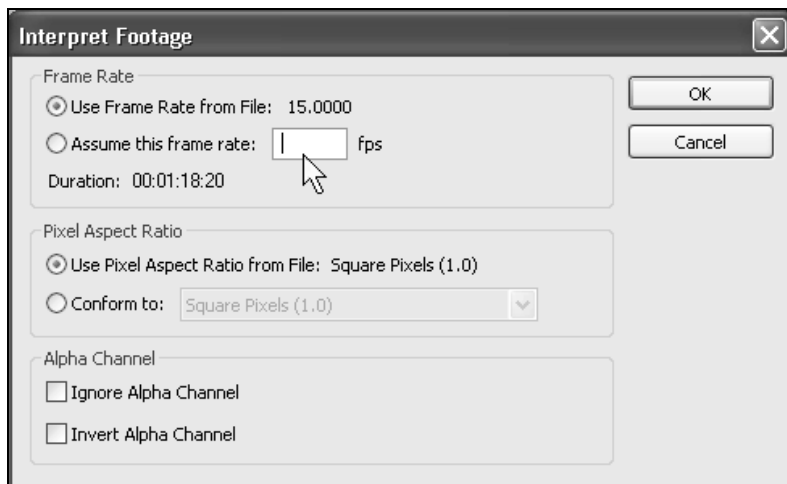 Interpret Footage
Frame Rate
Use Frame Rate from File: 15.0000
OK
Assume this frame rate: fps
Cancel
Duration: 00:01:18:20
Pixel Aspect Ratio
Use Pixel Aspect Ratio from File: Square Pixels (1.0)
Conform to: Square Pixels (1.0)
Alpha Channel
Ignore Alpha Channel
Invert Alpha Channel